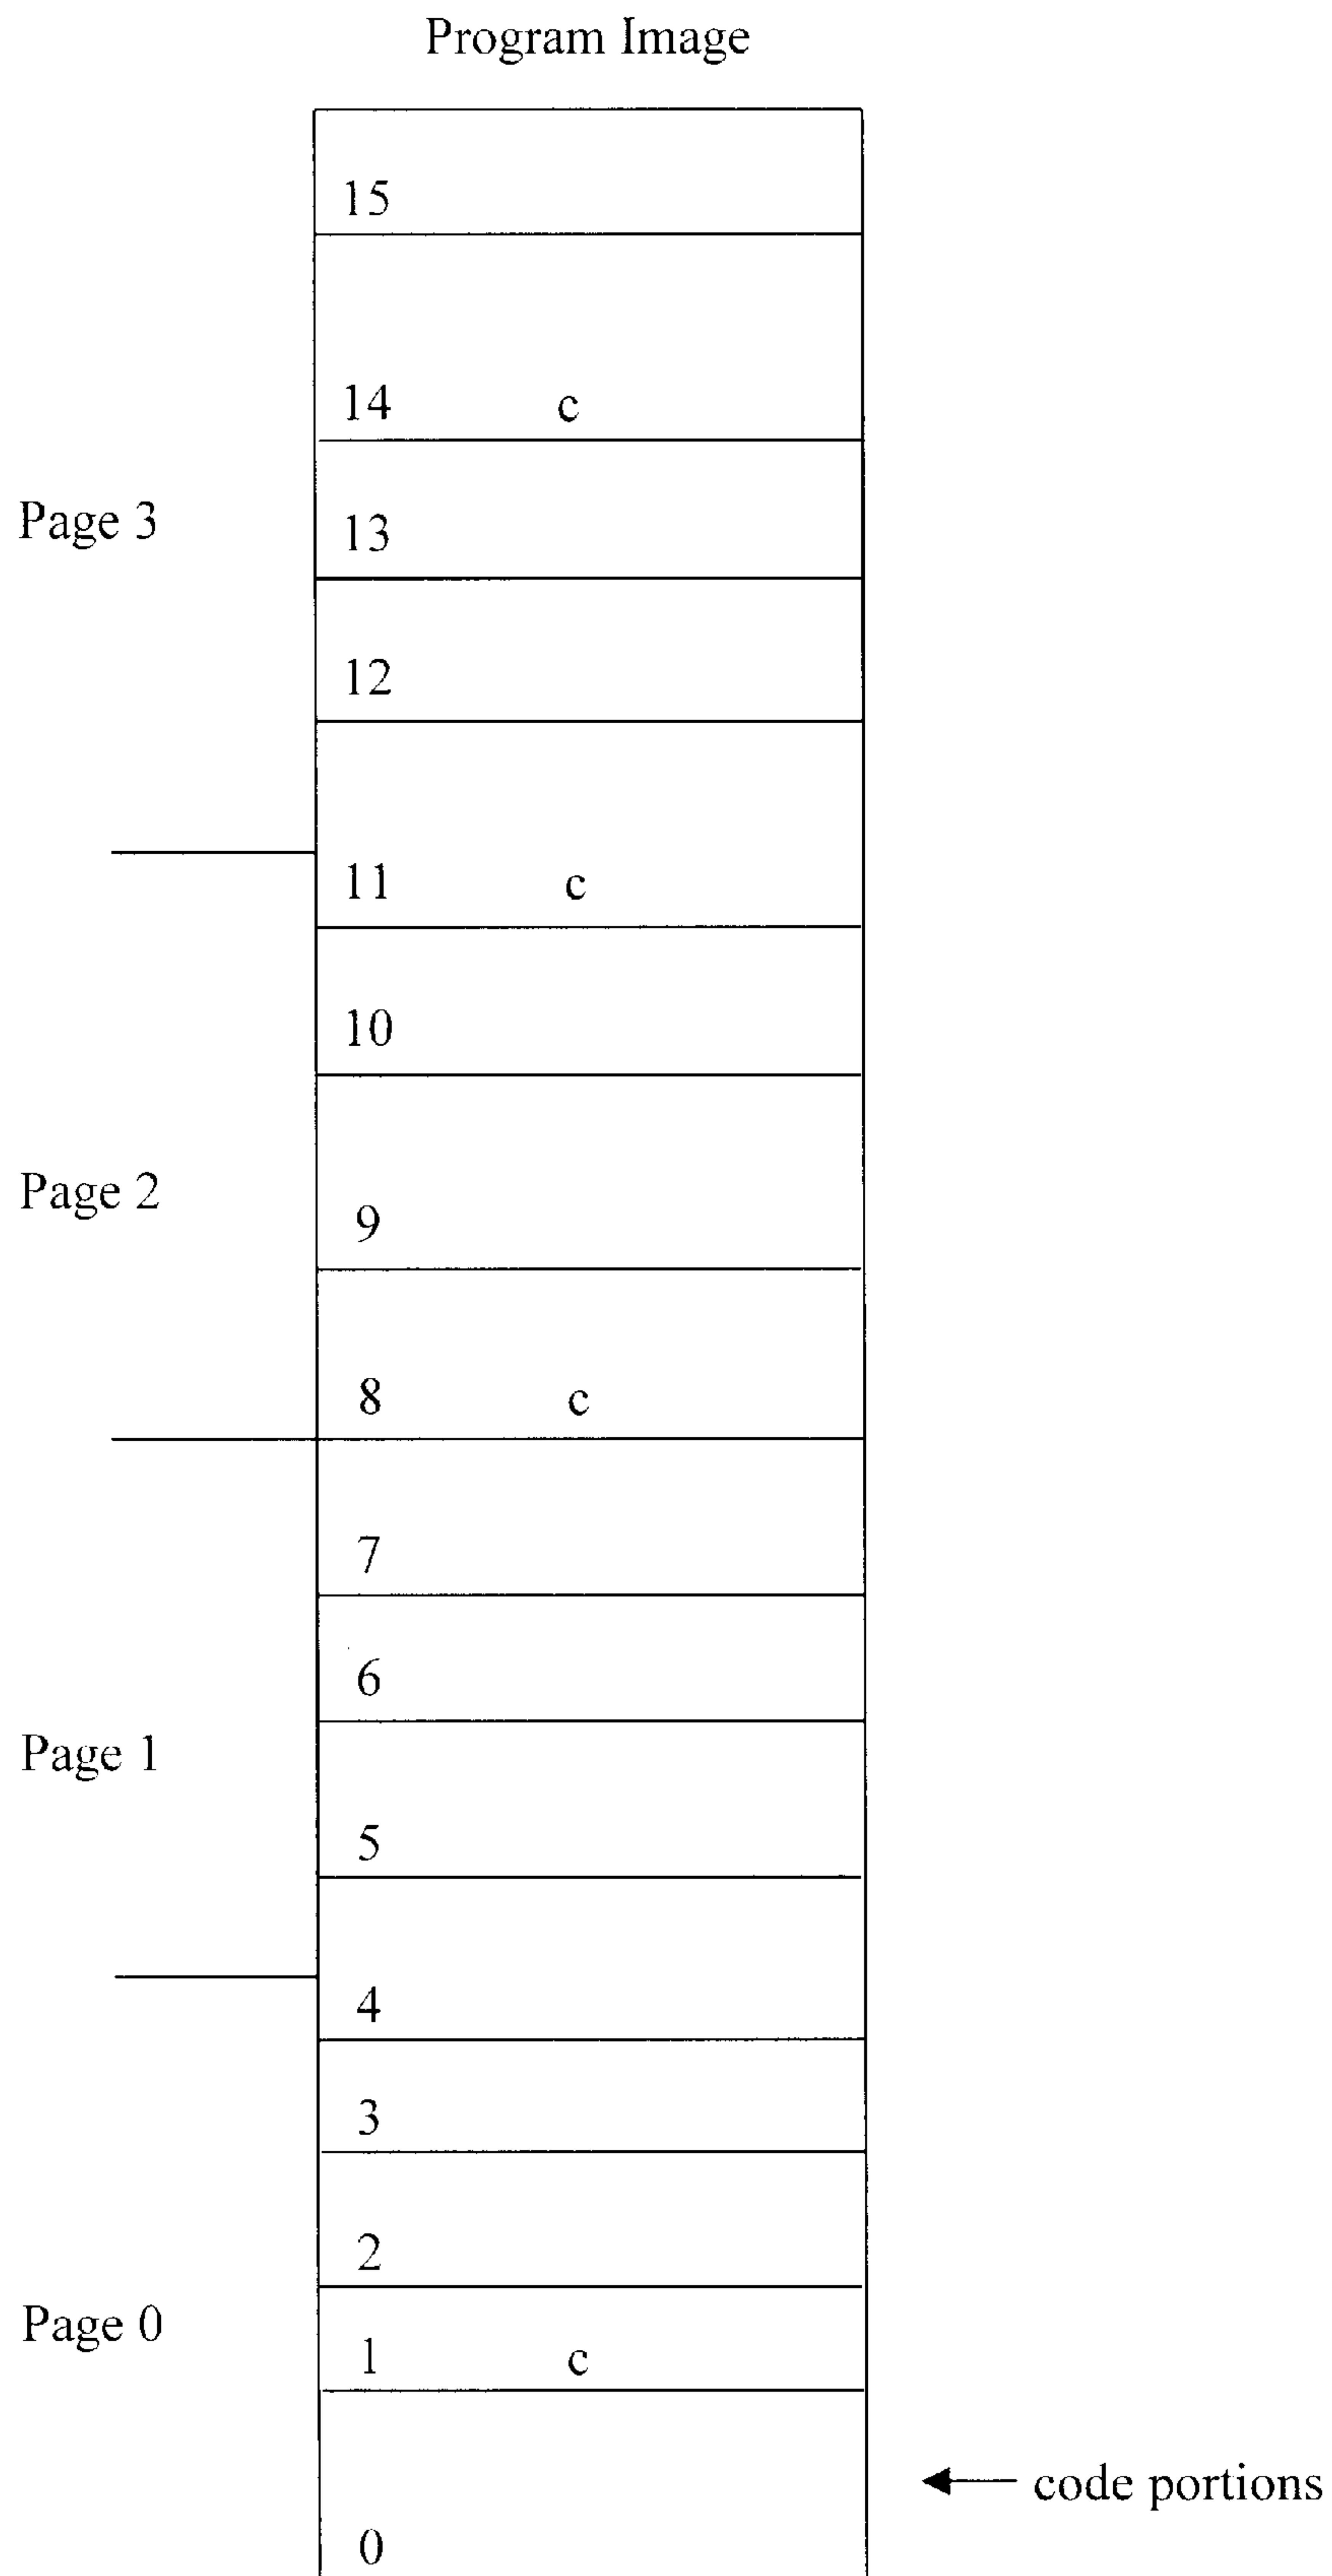 Program Image
15
14 c
Page 3
13
12
11 c
10
Page 2
9
8 c
7
6
Page 1
5
4
3
2
Page 0
1 c
code portions
0